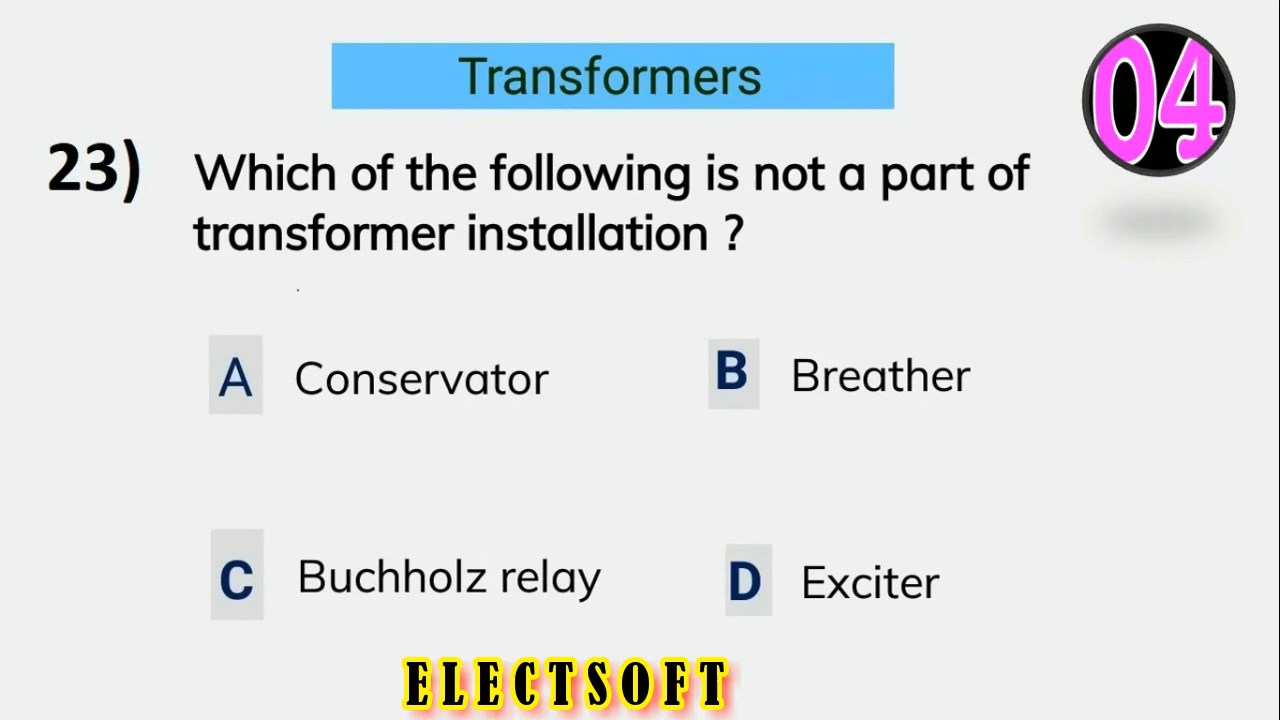 Transformers
04
23) Which of the following is not a part of
transformer installation ?
A Conservator
B Breather
C Buchholz relay
D Exciter
ELECTSOFT